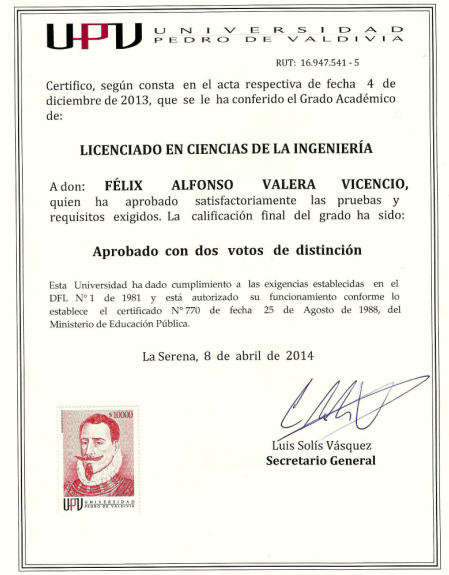 UPV UNIVERSIDAD
PEDRO DE VALDIVIA
RUT: 16.947.541 - 5
Certifico, según consta en el acta respectiva de fecha 4 de
diciembre de 2013, que se le ha conferido el Grado Académico
de:
LICENCIADO EN CIENCIAS DE LA INGENIERÍA
A don: FÉLIX ALFONSO VALERA VICENCIO,
quien ha aprobado satisfactoriamente las pruebas y
requisitos exigidos. La calificación final del grado ha sido:
Aprobado con dos votos de distinción
Esta Universidad ha dado cumplimiento a las exigencias establecidas en el
DFL N° 1 de 1981 y está autorizado su funcionamiento conforme lo
establece el certificado N° 770 de fecha 25 de Agosto de 1988, del
Ministerio de Educación Pública.
La Serena, 8 de abril de 2014
Luis Solís Vásquez
Secretario General
$10000
UPV UNIVERSIDAD
PEDRO DE VALDIVIA